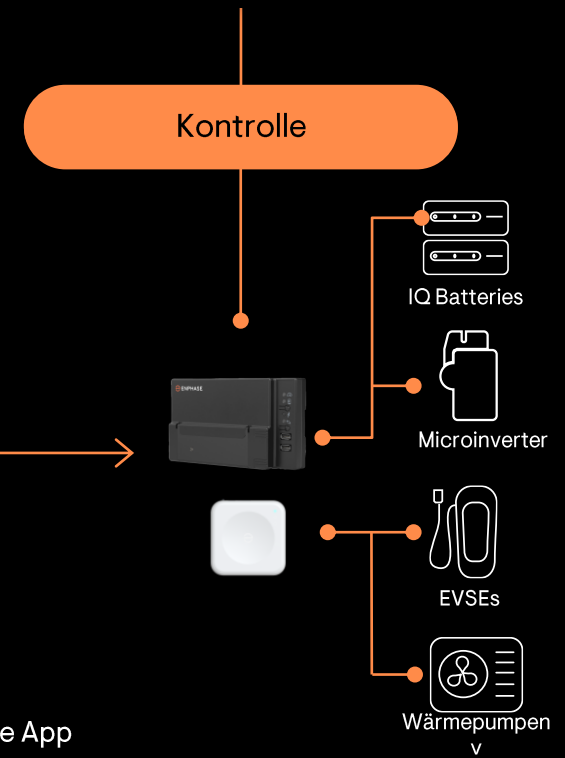 Kontrolle
IQ Batteries
ENPHASE
Microinverter
EVSEs
Wärmepumpen
v
e App